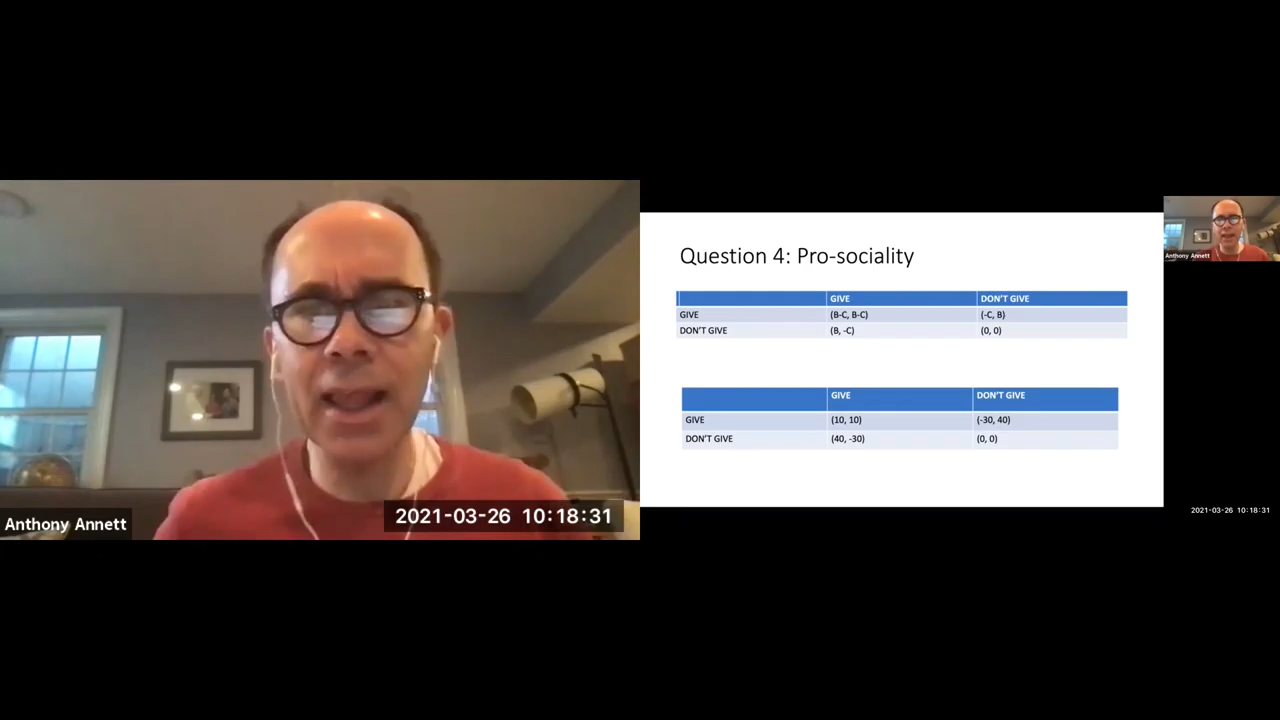 Anthony Annett
2021-03-26 10:18:31
Question 4: Pro-sociality
GIVE DON'T GIVE
GIVE (B-C, B-C) (-C, B)
DON'T GIVE (B, -C) (0, 0)
GIVE DON'T GIVE
GIVE (10, 10) (-30, 40)
DON'T GIVE (40, -30) (0, 0)
Anthony Annett
2021-03-26 10:18:31